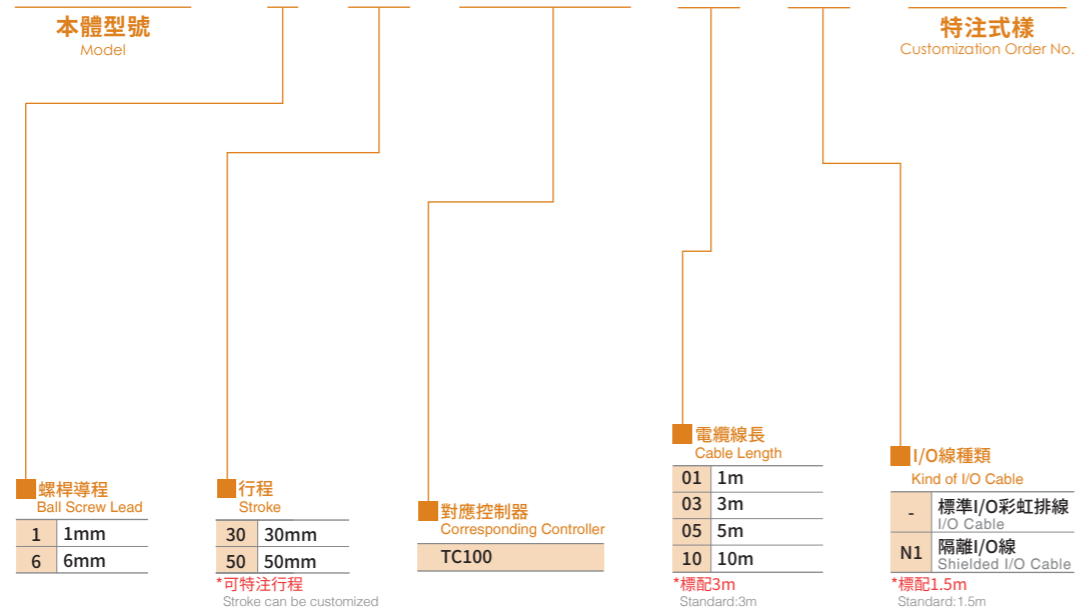 本體型號
Model
特注式樣
Customization Order No.
螺桿導程
Ball Screw Lead
1 1mm
6 6mm
行程
Stroke
30 30mm
50 50mm
*可特注行程
Stroke can be customized
對應控制器
Corresponding Controller
TC100
電纜線長
Cable Length
01 1m
03 3m
05 5m
10 10m
*標配3m
Standard:3m
I/O線種類
Kind of I/O Cable
- 標準I/O彩虹排線
I/O Cable
N1 隔離I/O線
Shielded I/O Cable
*標配1.5m
Standard:1.5m